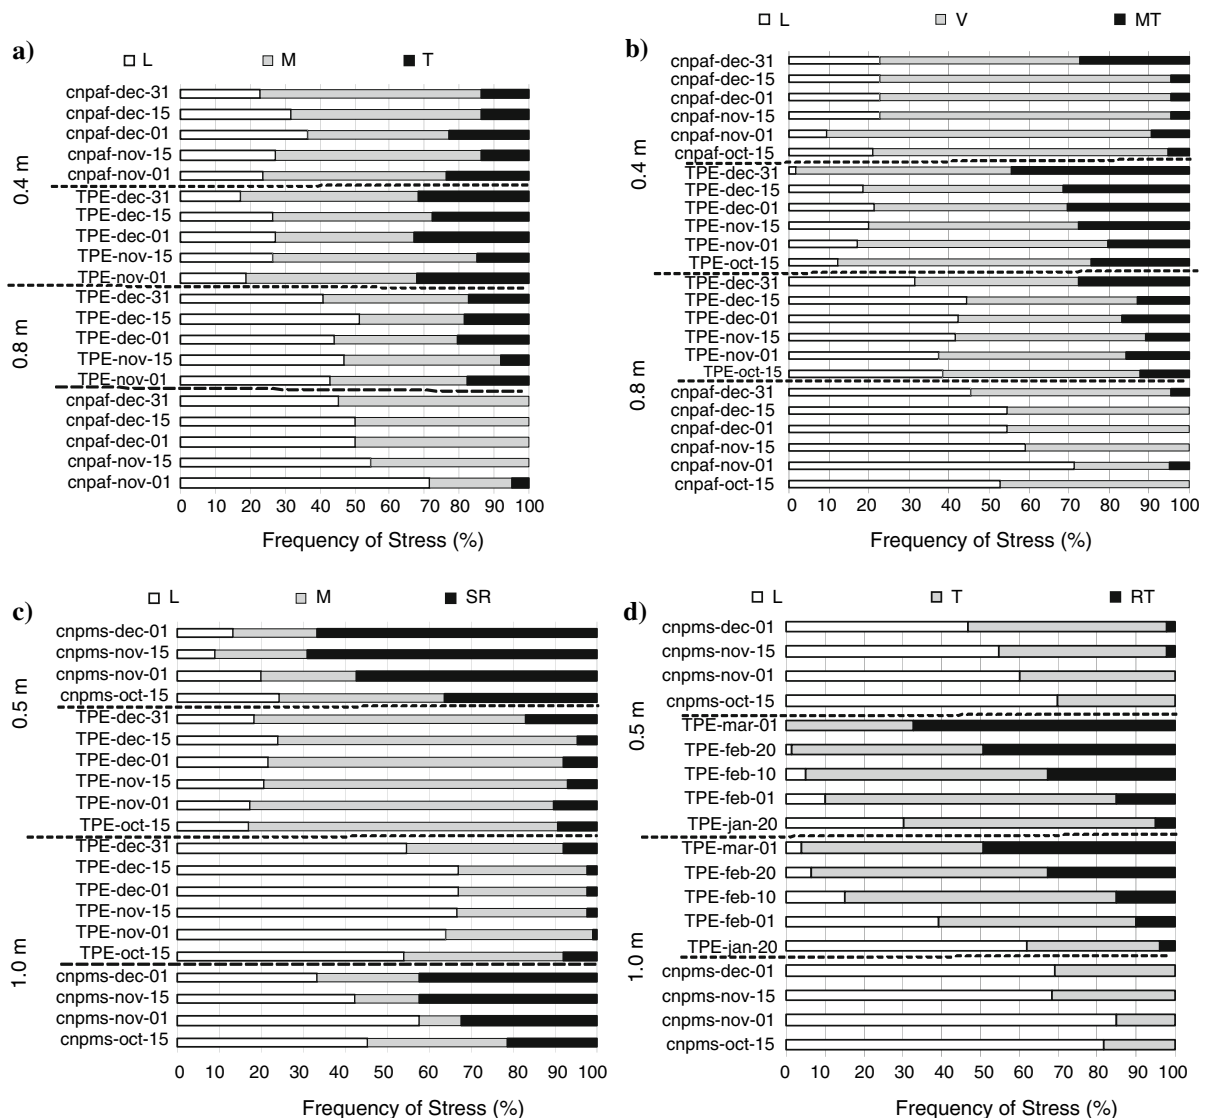 a)
L M T
0.4 m
cnpaf-dec-31
cnpaf-dec-15
cnpaf-dec-01
cnpaf-nov-15
cnpaf-nov-01
TPE-dec-31
TPE-dec-15
TPE-dec-01
TPE-nov-15
TPE-nov-01
0.8 m
TPE-dec-31
TPE-dec-15
TPE-dec-01
TPE-nov-15
TPE-nov-01
cnpaf-dec-31
cnpaf-dec-15
cnpaf-dec-01
cnpaf-nov-15
cnpaf-nov-01
0 10 20 30 40 50 60 70 80 90 100
Frequency of Stress (%)
b)
L V MT
0.4 m
cnpaf-dec-31
cnpaf-dec-15
cnpaf-dec-01
cnpaf-nov-15
cnpaf-nov-01
cnpaf-oct-15
TPE-dec-31
TPE-dec-15
TPE-dec-01
TPE-nov-15
TPE-nov-01
TPE-oct-15
0.8 m
TPE-dec-31
TPE-dec-15
TPE-dec-01
TPE-nov-15
TPE-nov-01
TPE-oct-15
cnpaf-dec-31
cnpaf-dec-15
cnpaf-dec-01
cnpaf-nov-15
cnpaf-nov-01
cnpaf-oct-15
0 10 20 30 40 50 60 70 80 90 100
Frequency of Stress (%)
c)
L M SR
0.5 m
cnpms-dec-01
cnpms-nov-15
cnpms-nov-01
cnpms-oct-15
TPE-dec-31
TPE-dec-15
TPE-dec-01
TPE-nov-15
TPE-nov-01
TPE-oct-15
1.0 m
TPE-dec-31
TPE-dec-15
TPE-dec-01
TPE-nov-15
TPE-nov-01
TPE-oct-15
cnpms-dec-01
cnpms-nov-15
cnpms-nov-01
cnpms-oct-15
0 10 20 30 40 50 60 70 80 90 100
Frequency of Stress (%)
d)
L T RT
0.5 m
cnpms-dec-01
cnpms-nov-15
cnpms-nov-01
cnpms-oct-15
TPE-mar-01
TPE-feb-20
TPE-feb-10
TPE-feb-01
TPE-jan-20
1.0 m
TPE-mar-01
TPE-feb-20
TPE-feb-10
TPE-feb-01
TPE-jan-20
cnpms-dec-01
cnpms-nov-15
cnpms-nov-01
cnpms-oct-15
0 10 20 30 40 50 60 70 80 90 100
Frequency of Stress (%)